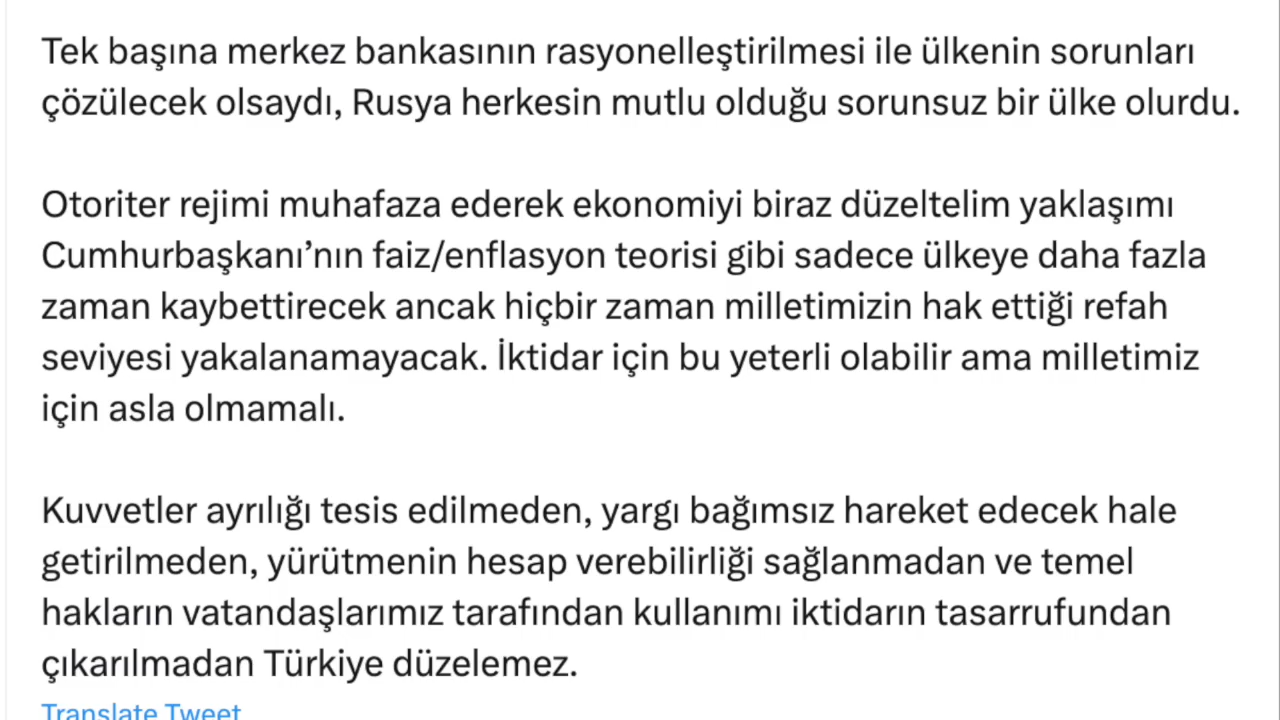 Tek başına merkez bankasının rasyonelleştirilmesi ile ülkenin sorunları
çözülecek olsaydı, Rusya herkesin mutlu olduğu sorunsuz bir ülke olurdu.
Otoriter rejimi muhafaza ederek ekonomiyi biraz düzeltelim yaklaşımı
Cumhurbaşkanı’nın faiz/enflasyon teorisi gibi sadece ülkeye daha fazla
zaman kaybettirecek ancak hiçbir zaman milletimizin hak ettiği refah
seviyesi yakalanamayacak. İktidar için bu yeterli olabilir ama milletimiz
için asla olmamalı.
Kuvvetler ayrılığı tesis edilmeden, yargı bağımsız hareket edecek hale
getirilmeden, yürütmenin hesap verebilirliği sağlanmadan ve temel
hakların vatandaşlarımız tarafından kullanımı iktidarın tasarrufundan
çıkarılmadan Türkiye düzelemez.
Translate Tweet